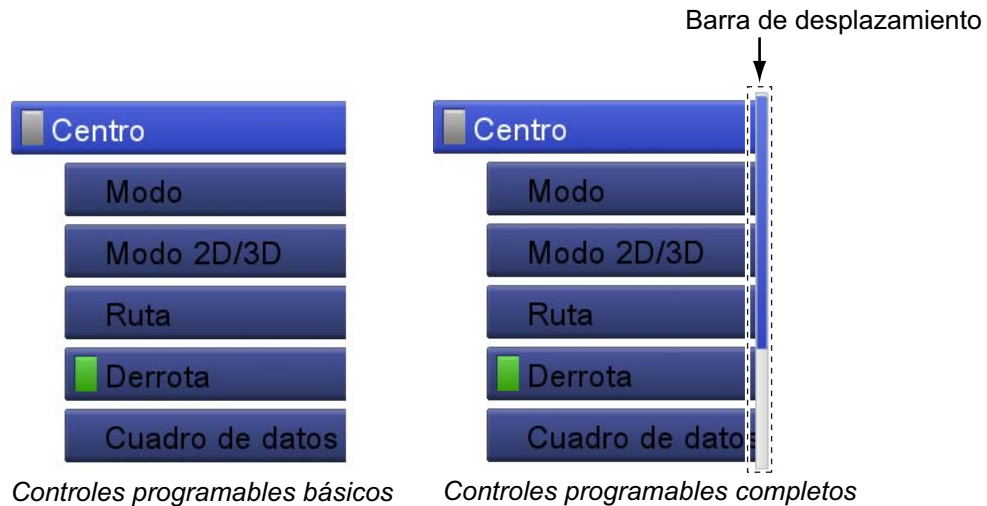 Barra de desplazamiento
Centro
Modo
Modo 2D/3D
Ruta
Derrota
Cuadro de datos
Controles programables básicos
Centro
Modo
Modo 2D/3D
Ruta
Derrota
Cuadro de datos
Controles programables completos